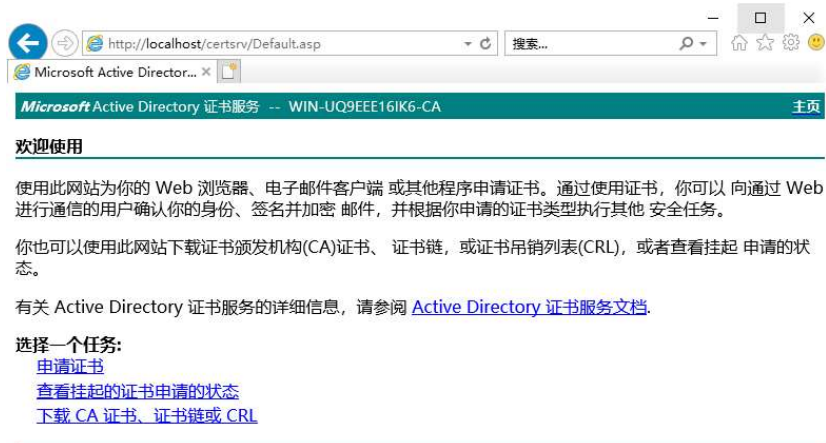 http://localhost/certsrv/Default.asp
搜索...
Microsoft Active Director...
Microsoft Active Directory 证书服务 -- WIN-UQ9EEE16IK6-CA
主页
欢迎使用
使用此网站为你的 Web 浏览器、电子邮件客户端 或其他程序申请证书。通过使用证书，你可以 向通过 Web
进行通信的用户确认你的身份、签名并加密 邮件，并根据你申请的证书类型执行其他 安全任务。
你也可以使用此网站下载证书颁发机构(CA)证书、 证书链，或证书吊销列表(CRL)，或者查看挂起 申请的状
态。
有关 Active Directory 证书服务的详细信息，请参阅 Active Directory 证书服务文档.
选择一个任务:
申请证书
查看挂起的证书申请的状态
下载 CA 证书、证书链或 CRL